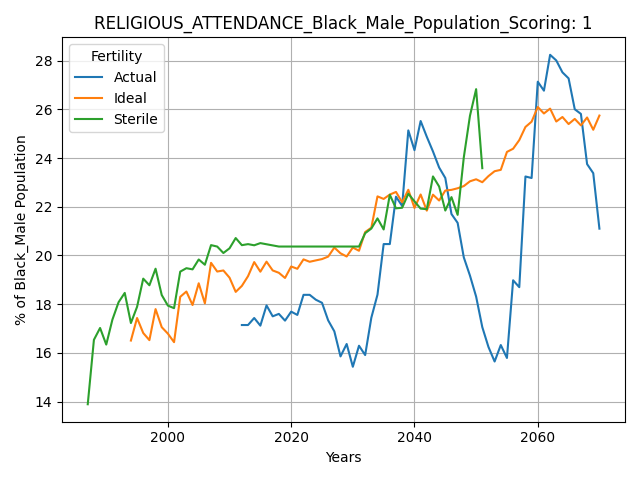 RELIGIOUS_ATTENDANCE_Black_Male_Population_Scoring: 1
Fertility
Actual
Ideal
Sterile
% of Black_Male Population
28
26
24
22
20
18
16
14
2000
2020
2040
2060
Years